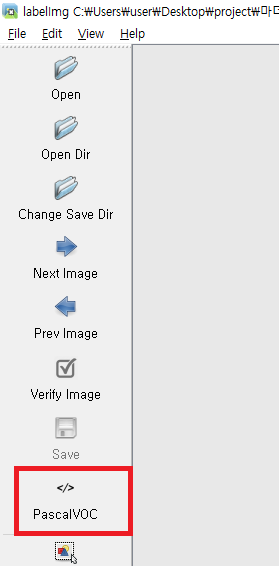 labelImg C:₩Users₩user₩Desktop₩project₩마
File Edit View Help
Open
Open Dir
Change Save Dir
Next Image
Prev Image
Verify Image
Save
</>
PascalVOC